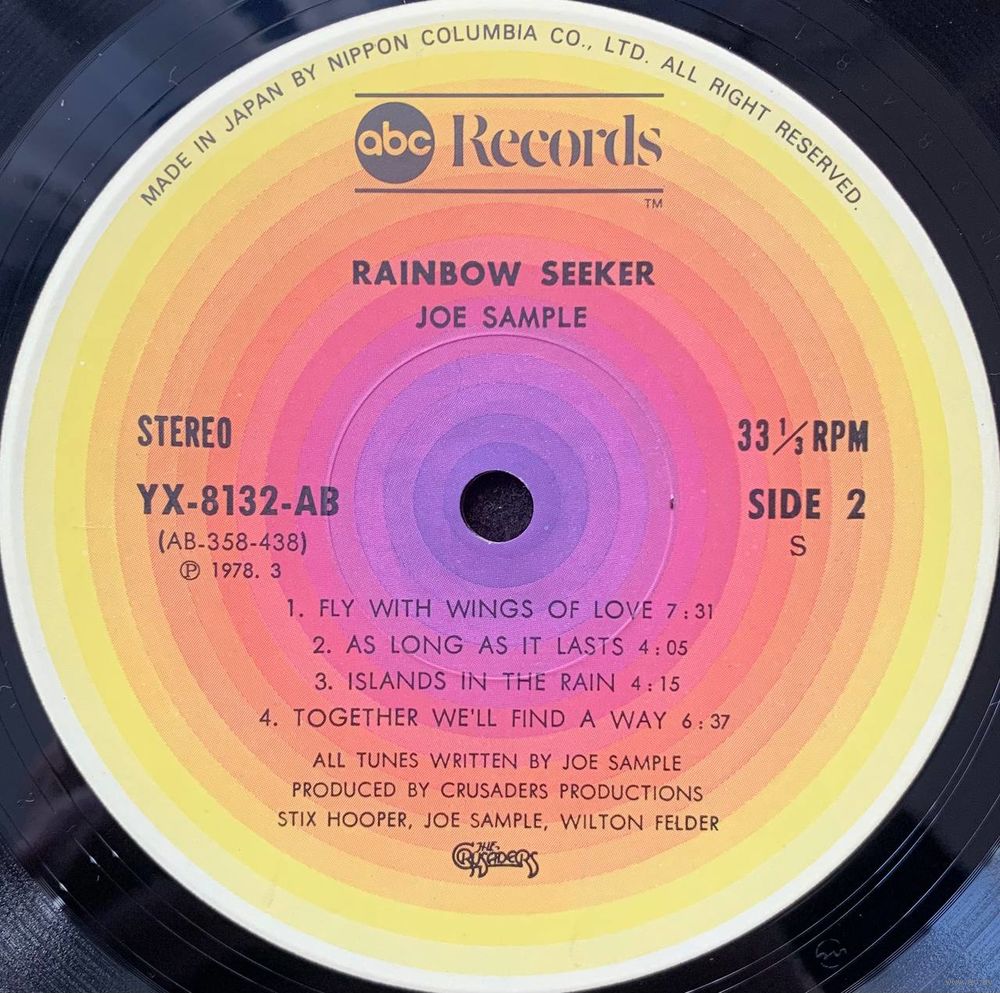 MADE IN JAPAN BY NIPPON COLUMBIA CO., LTD. ALL RIGHT RESERVED.
abc Records
TM
RAINBOW SEEKER
JOE SAMPLE
STEREO
33 1/3 RPM
YX-8132-AB
SIDE 2
(AB-358-438)
S
Ⓟ 1978. 3
1. FLY WITH WINGS OF LOVE 7:31
2. AS LONG AS IT LASTS 4:05
3. ISLANDS IN THE RAIN 4:15
4. TOGETHER WE'LL FIND A WAY 6:37
ALL TUNES WRITTEN BY JOE SAMPLE
PRODUCED BY CRUSADERS PRODUCTIONS
STIX HOOPER, JOE SAMPLE, WILTON FELDER
THE CRUSADERS